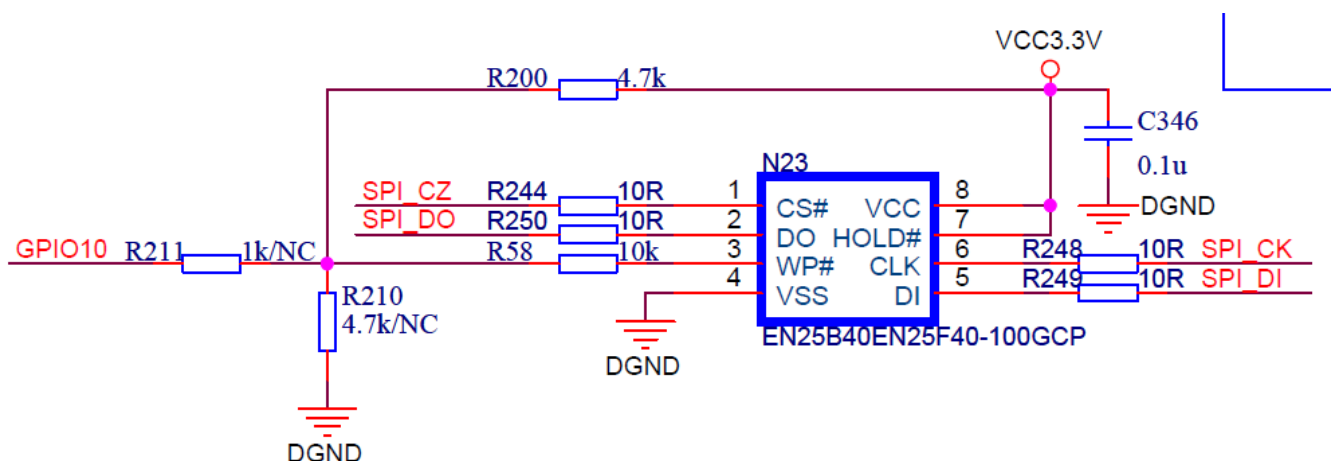 VCC3.3V
R200 4.7k
C346
0.1u
DGND
N23
SPI_CZ R244 10R 1 CS# VCC 8
SPI_DO R250 10R 2 DO HOLD# 7
GPIO10 R211 1k/NC R58 10k 3 WP# CLK 6 R248 10R SPI_CK
4 VSS DI 5 R249 10R SPI_DI
R210
4.7k/NC
EN25B40EN25F40-100GCP
DGND
DGND